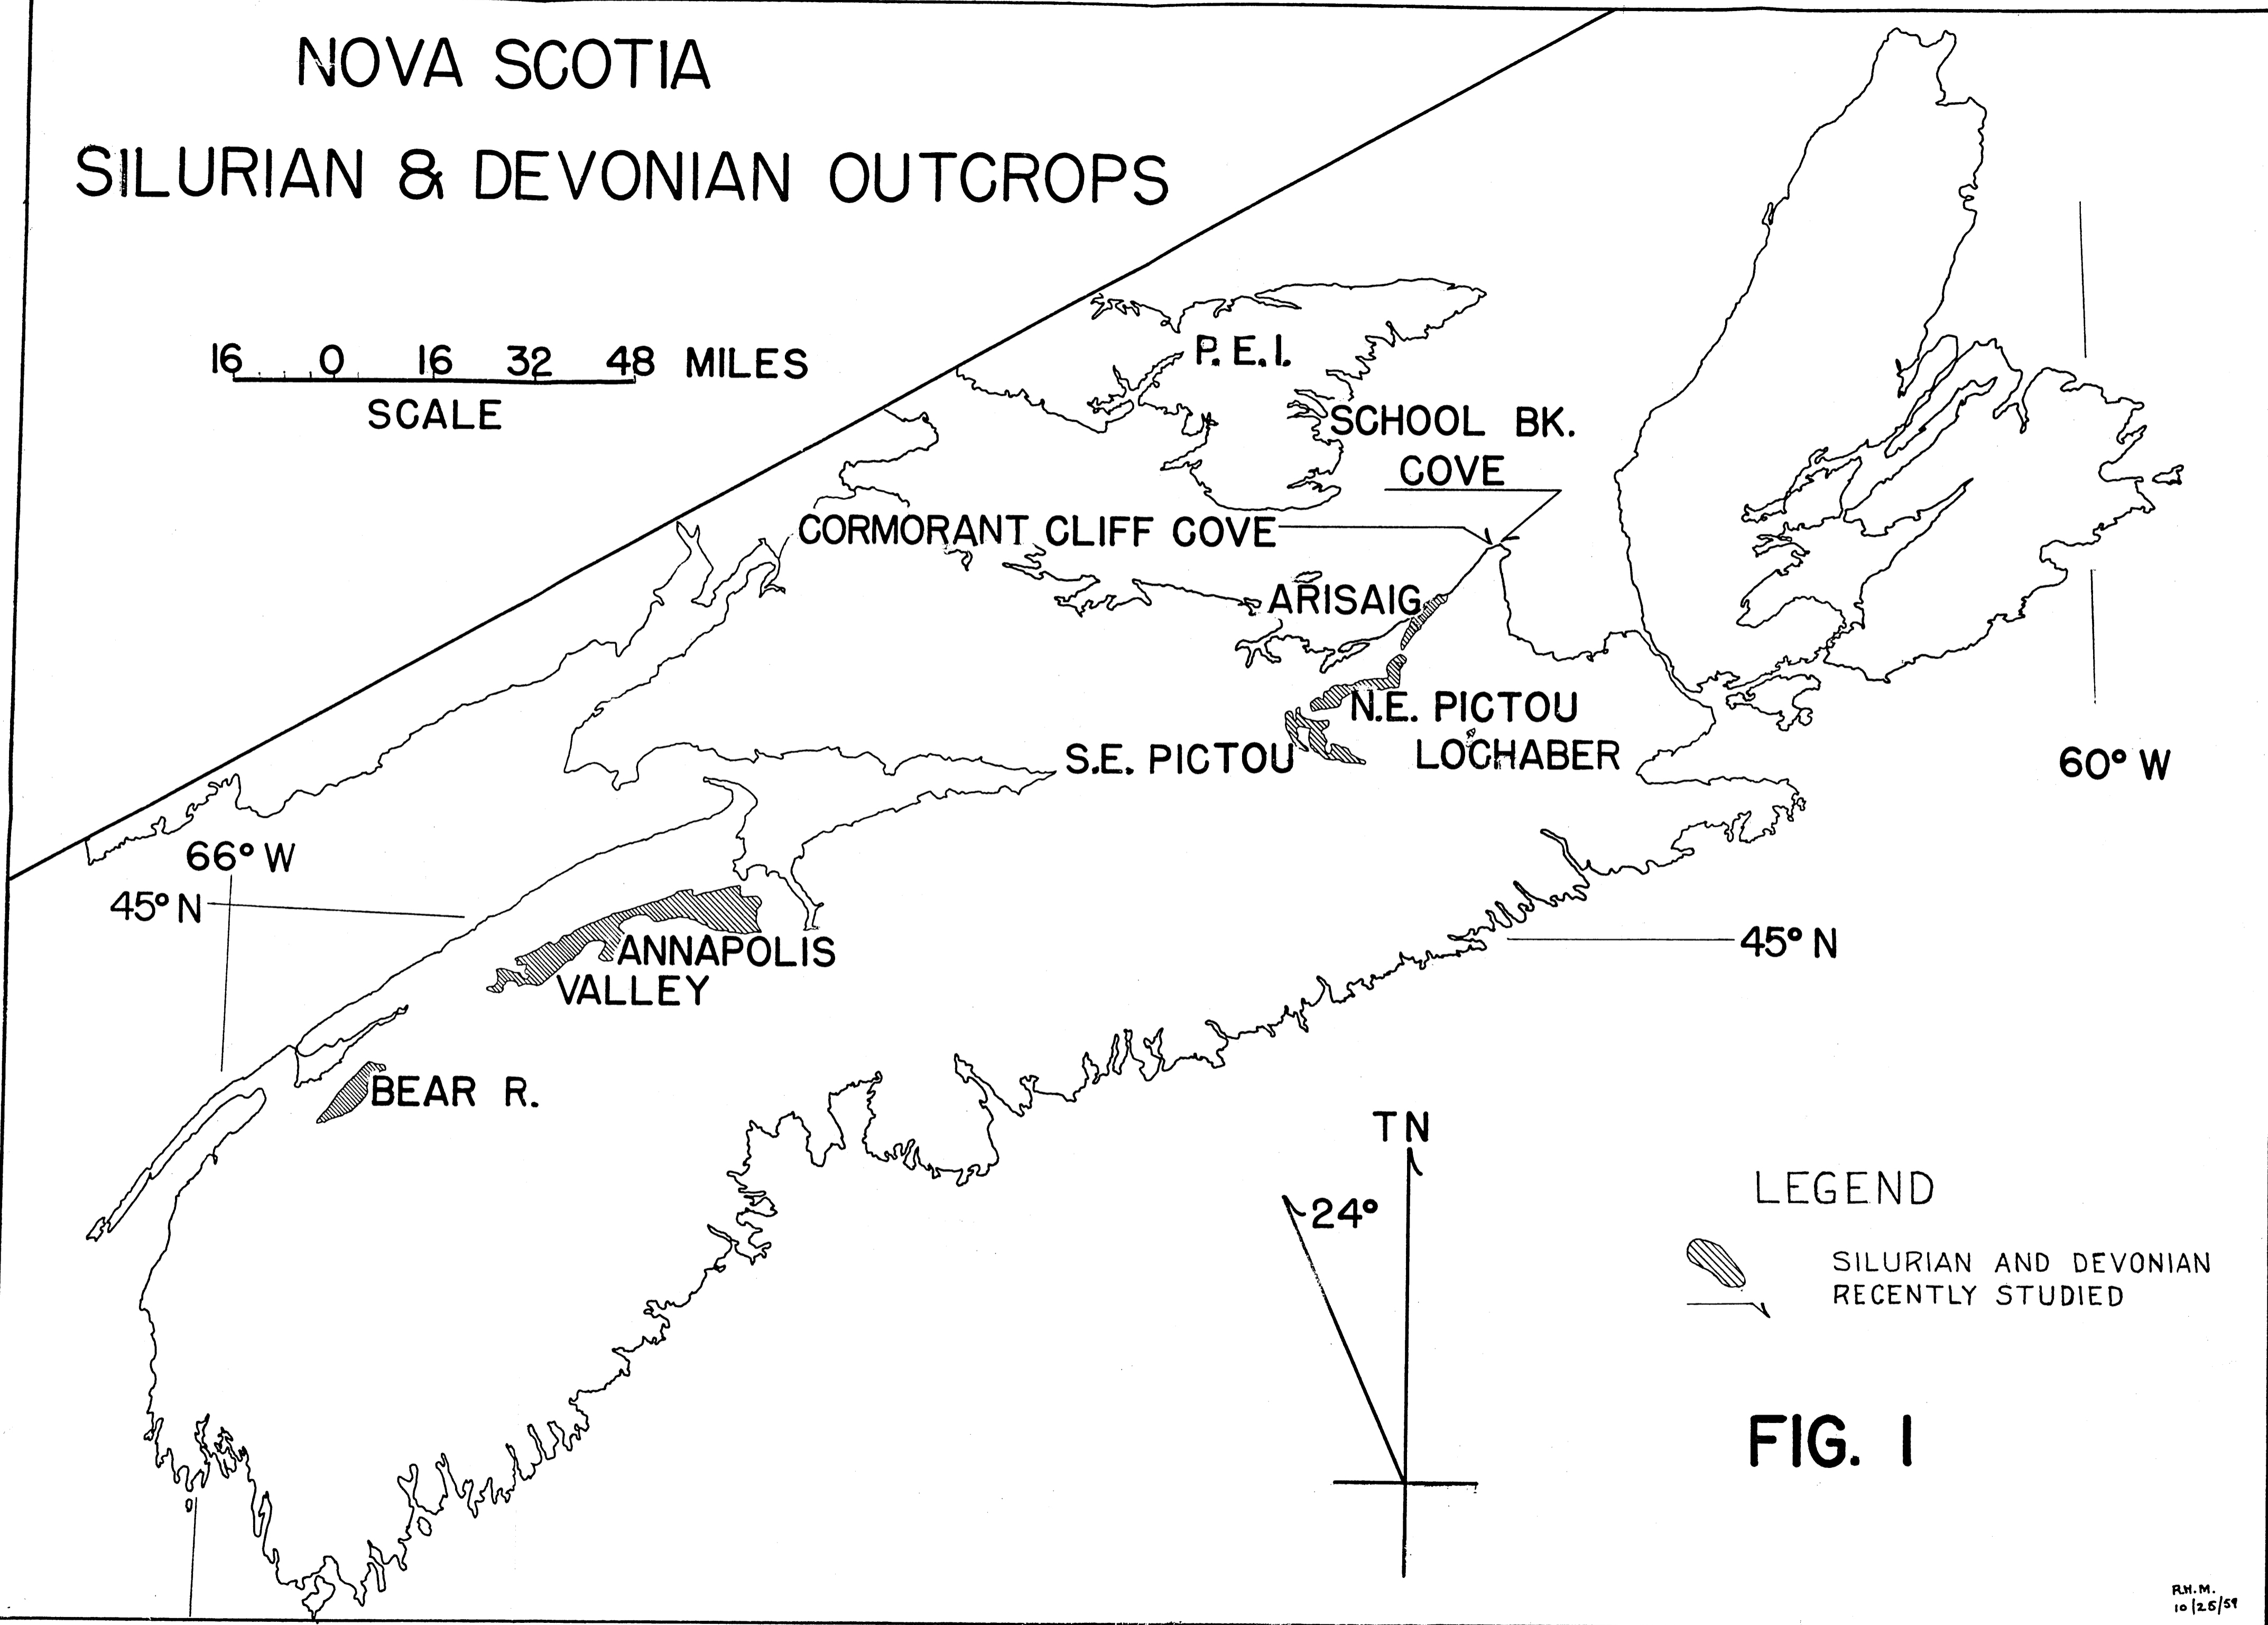 NOVA SCOTIA
SILURIAN & DEVONIAN OUTCROPS
16 0 16 32 48 MILES
SCALE
P. E. I.
SCHOOL BK.
COVE
CORMORANT CLIFF COVE
ARISAIG
N.E. PICTOU
S.E. PICTOU
LOCHABER
60° W
66° W
45° N
ANNAPOLIS
VALLEY
45° N
BEAR R.
TN
24°
LEGEND
SILURIAN AND DEVONIAN
RECENTLY STUDIED
FIG. 1
R.H.M.
10/25/59